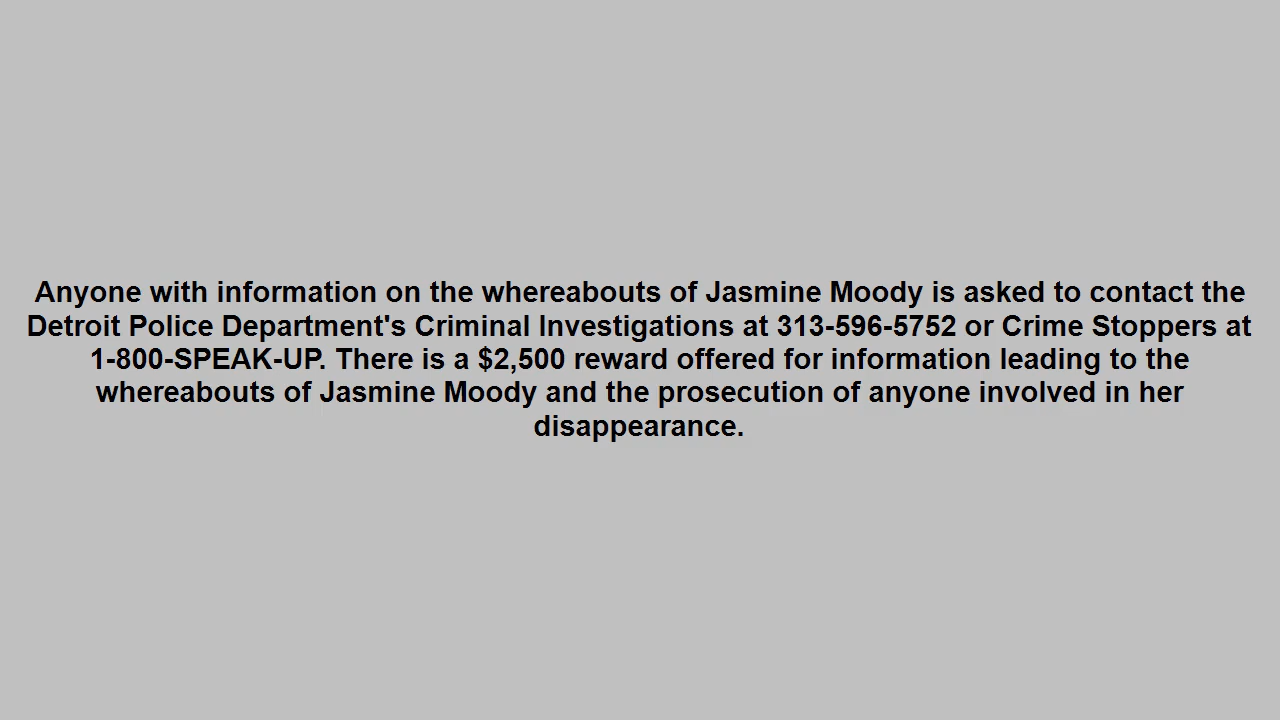 Anyone with information on the whereabouts of Jasmine Moody is asked to contact the
Detroit Police Department's Criminal Investigations at 313-596-5752 or Crime Stoppers at
1-800-SPEAK-UP. There is a $2,500 reward offered for information leading to the
whereabouts of Jasmine Moody and the prosecution of anyone involved in her
disappearance.